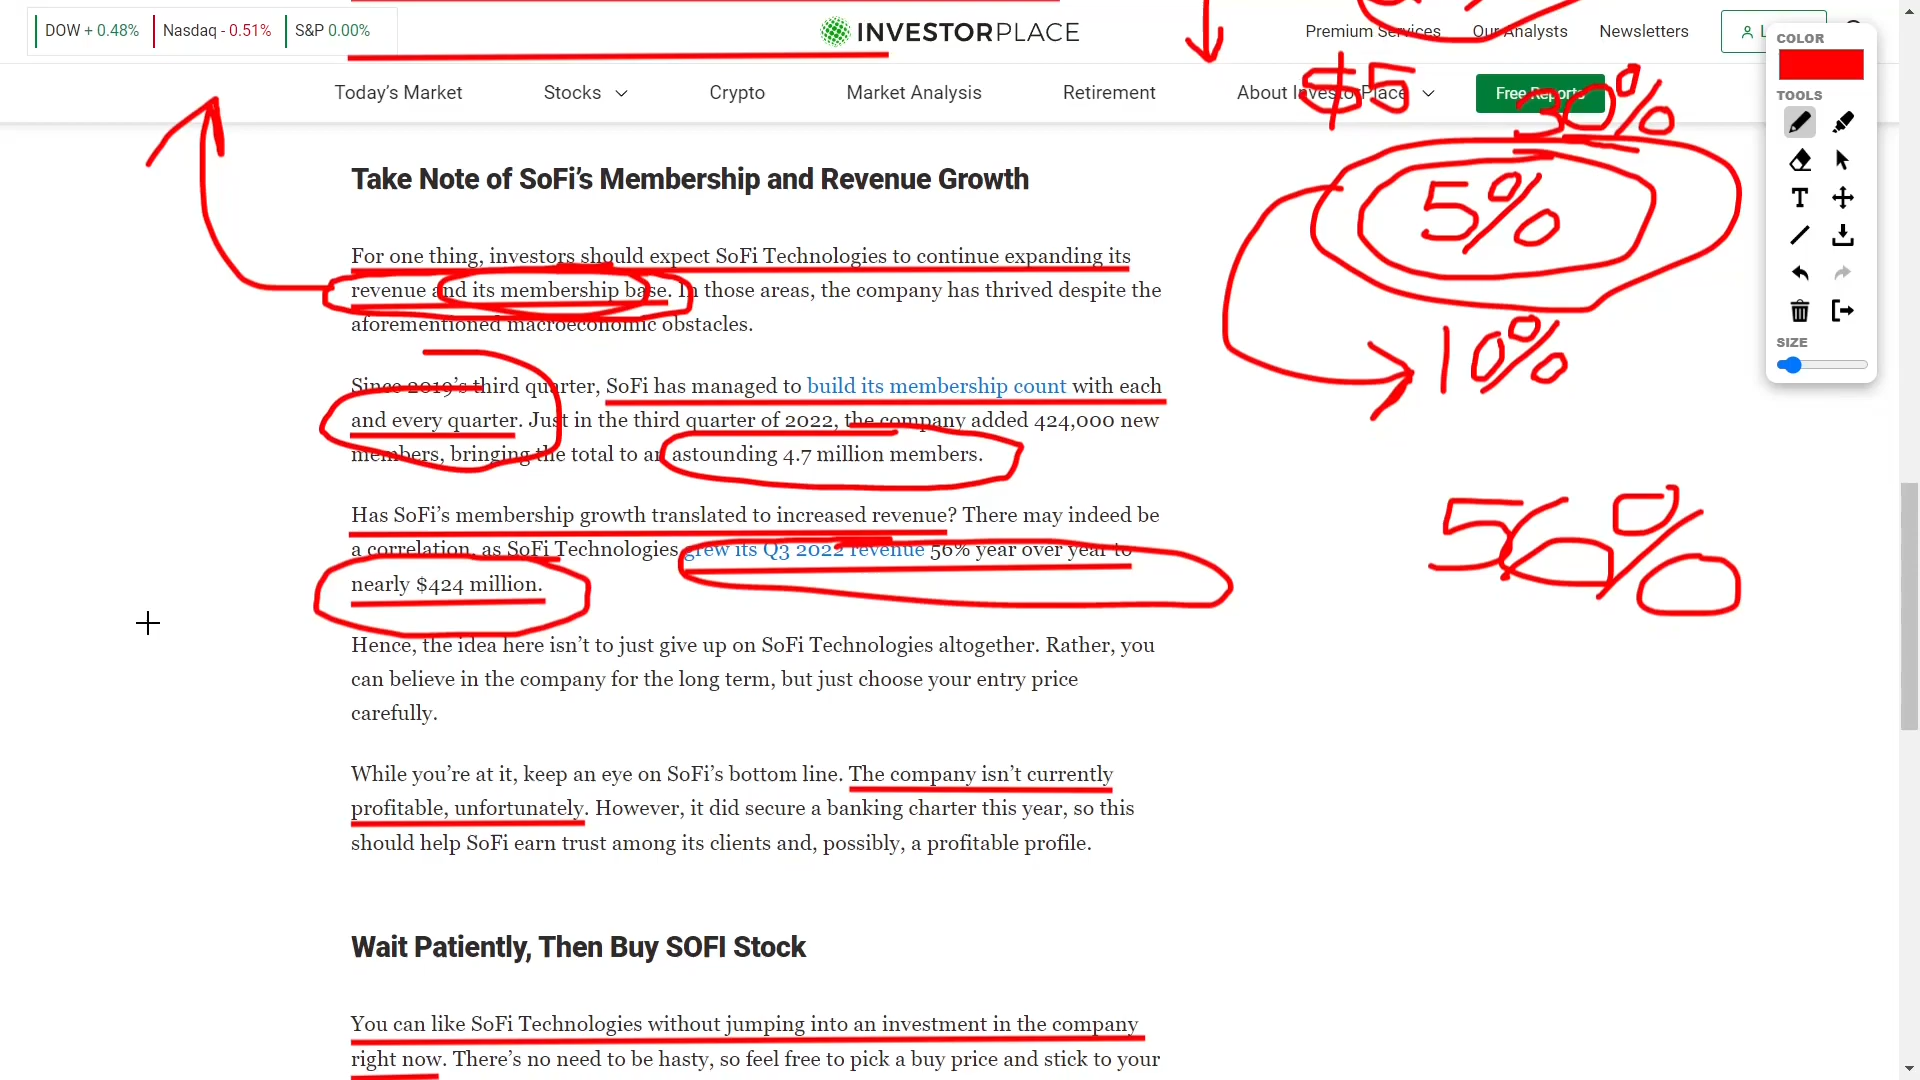 DOW + 0.48% Nasdaq - 0.51% S&P 0.00%
INVESTORPLACE
Premium Services Our Analysts Newsletters
COLOR
TOOLS
SIZE
Today's Market Stocks Crypto Market Analysis Retirement About InvestorPlace Free Reports
$5
30%
5%
10%
56%
Take Note of SoFi's Membership and Revenue Growth
For one thing, investors should expect SoFi Technologies to continue expanding its
revenue and its membership base. In those areas, the company has thrived despite the
aforementioned macroeconomic obstacles.
Since 2019's third quarter, SoFi has managed to build its membership count with each
and every quarter. Just in the third quarter of 2022, the company added 424,000 new
members, bringing the total to an astounding 4.7 million members.
Has SoFi's membership growth translated to increased revenue? There may indeed be
a correlation, as SoFi Technologies grew its Q3 2022 revenue 56% year over year to
nearly $424 million.
Hence, the idea here isn't to just give up on SoFi Technologies altogether. Rather, you
can believe in the company for the long term, but just choose your entry price
carefully.
While you're at it, keep an eye on SoFi's bottom line. The company isn't currently
profitable, unfortunately. However, it did secure a banking charter this year, so this
should help SoFi earn trust among its clients and, possibly, a profitable profile.
Wait Patiently, Then Buy SOFI Stock
You can like SoFi Technologies without jumping into an investment in the company
right now. There's no need to be hasty, so feel free to pick a buy price and stick to your